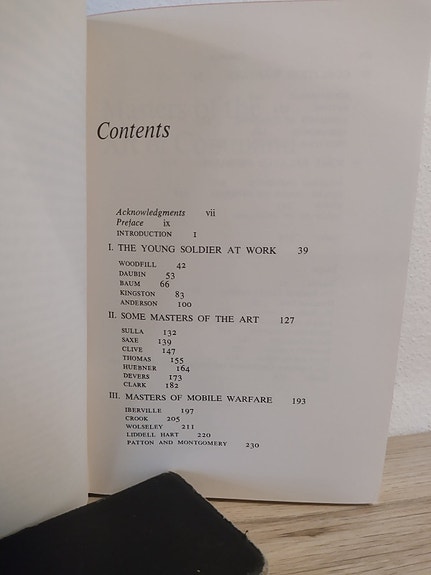 Contents
Acknowledgments vii
Preface ix
INTRODUCTION 1
I. THE YOUNG SOLDIER AT WORK 39
WOODFILL 42
DAUBIN 53
BAUM 66
KINGSTON 83
ANDERSON 100
II. SOME MASTERS OF THE ART 127
SULLA 132
SAXE 139
CLIVE 147
THOMAS 155
HUEBNER 164
DEVERS 173
CLARK 182
III. MASTERS OF MOBILE WARFARE 193
IBERVILLE 197
CROOK 205
WOLSELEY 211
LIDDELL HART 220
PATTON AND MONTGOMERY 230